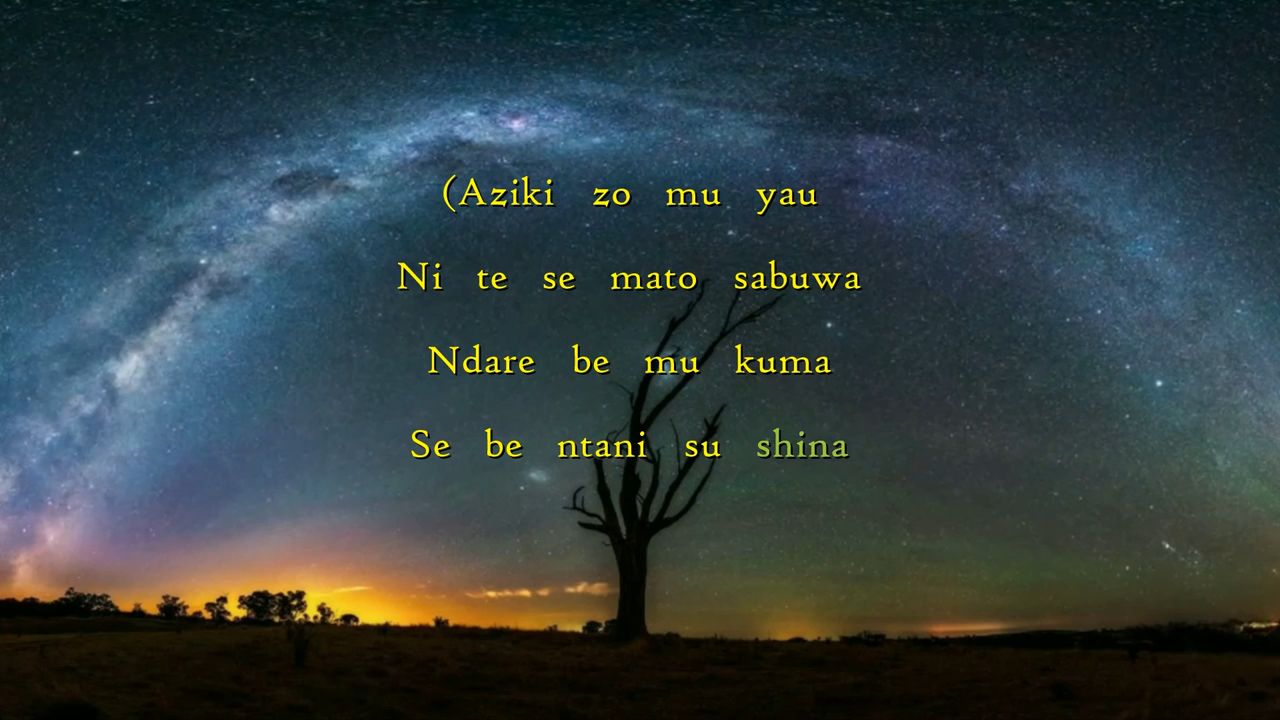 (Aziki zo mu yau
Ni te se mato sabuwa
Ndare be mu kuma
Se be ntani su shina